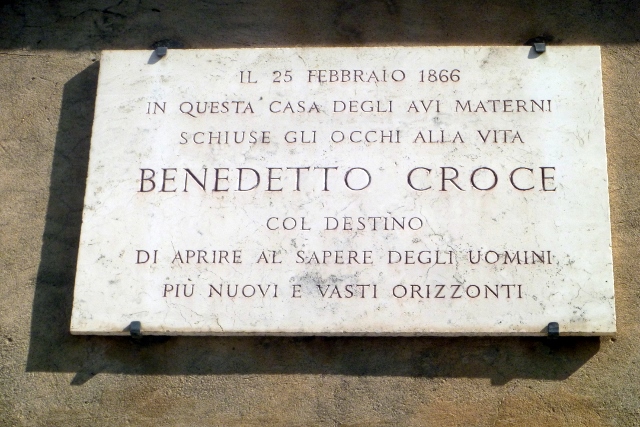 IL 25 FEBBRAIO 1866
IN QUESTA CASA DEGLI AVI MATERNI
SCHIUSE GLI OCCHI ALLA VITA
BENEDETTO CROCE
COL DESTINO
DI APRIRE AL SAPERE DEGLI UOMINI
PIÙ NUOVI E VASTI ORIZZONTI